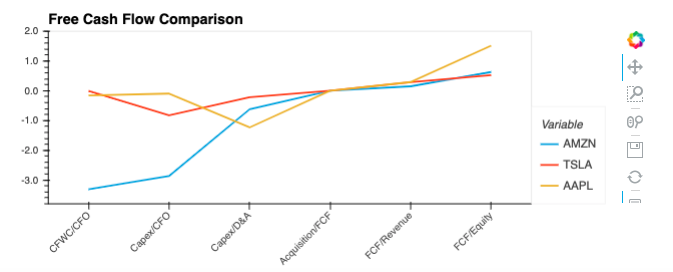 Free Cash Flow Comparison
2.0
1.0
0.0
-1.0
-2.0
-3.0
CFWC/CFO
Capex/CFO
Capex/D&A
Acquisition/FCF
FCF/Revenue
FCF/Equity
Variable
AMZN
TSLA
AAPL